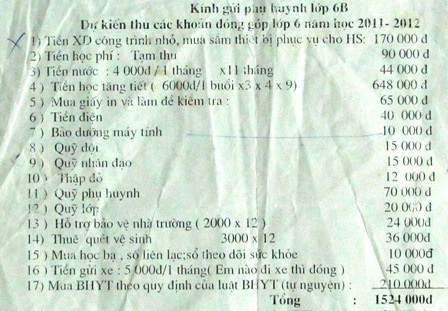 Kính gửi phụ huynh lớp 6B
Dự kiến thu các khoản đóng góp lớp 6 năm học 2011- 2012
1) Tiền XD công trình nhỏ, mua sắm thiết bị phục vụ cho HS: 170 000 đ
2) Tiền học phí : Tạm thu 90 000 đ
3) Tiền nước : 4 000đ / 1 tháng x11 tháng 44 000 đ
4) Tiền học tăng tiết ( 6000đ/1 buổi x3 x 4 x 9) 648 000 đ
5) Mua giấy in và làm đề kiểm tra : 65 000 đ
6) Tiền điện 40 000 đ
7 ) Bảo dưỡng máy tính 10 000 đ
8 ) Quỹ đội 15 000 đ
9 ) Quỹ nhân đạo 15 000 đ
10 ) Thắp đỏ 12 000 đ
11 ) Quỹ phụ huynh 70 000 đ
12 ) Quỹ lớp 20 000 đ
13 ) Hỗ trợ bảo vệ nhà trường ( 2000 x 12 ) 24 000đ
14) Thuê quét vệ sinh 3000 x 12 36 000đ
15 ) Mua học bạ , sổ liên lạc;sổ theo dõi sức khỏe 10 000đ
16 ) Tiền gửi xe : 5 000đ/1 tháng( Em nào đi xe thì đóng ) 45 000 đ
17) Mua BHYT theo quy định của luật BHYT (tự nguyện) : 210 000đ
Tổng : 1524 000đ